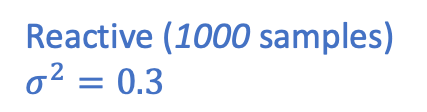 Reactive (1000 samples)
σ² = 0.3